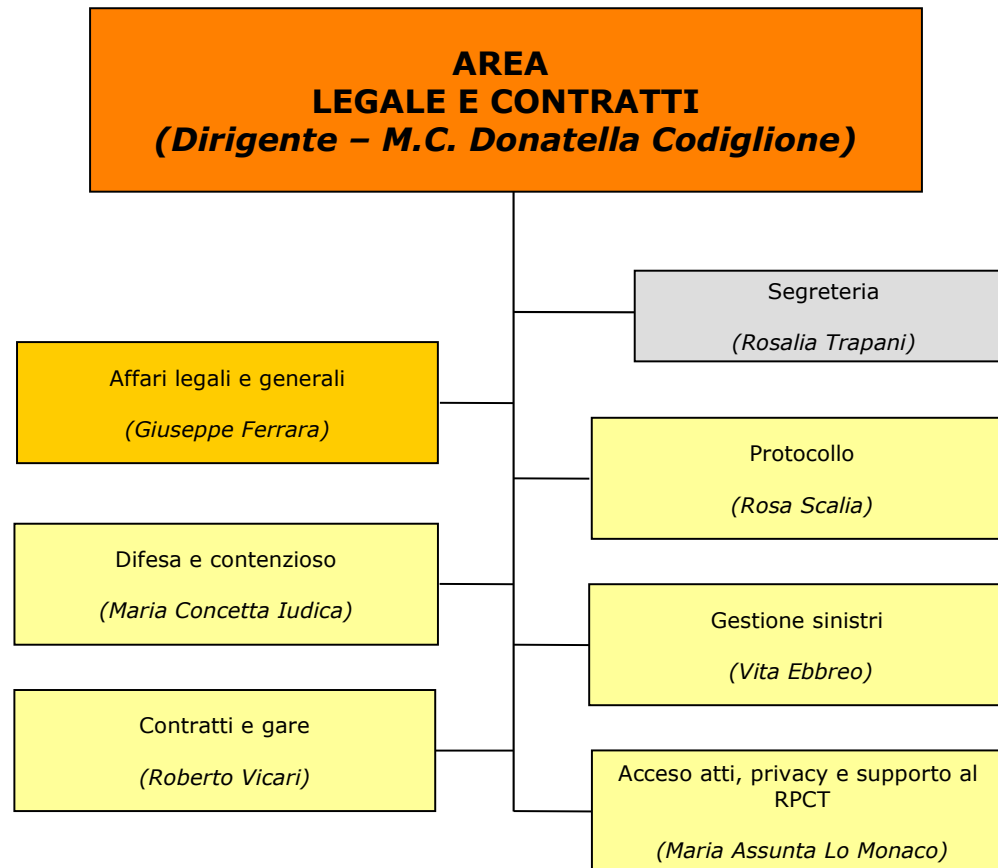 AREA
LEGALE E CONTRATTI
(Dirigente – M.C. Donatella Codiglione)
Segreteria
(Rosalia Trapani)
Affari legali e generali
(Giuseppe Ferrara)
Protocollo
(Rosa Scalia)
Difesa e contenzioso
(Maria Concetta Iudica)
Gestione sinistri
(Vita Ebbreo)
Contratti e gare
(Roberto Vicari)
Acceso atti, privacy e supporto al
RPCT
(Maria Assunta Lo Monaco)